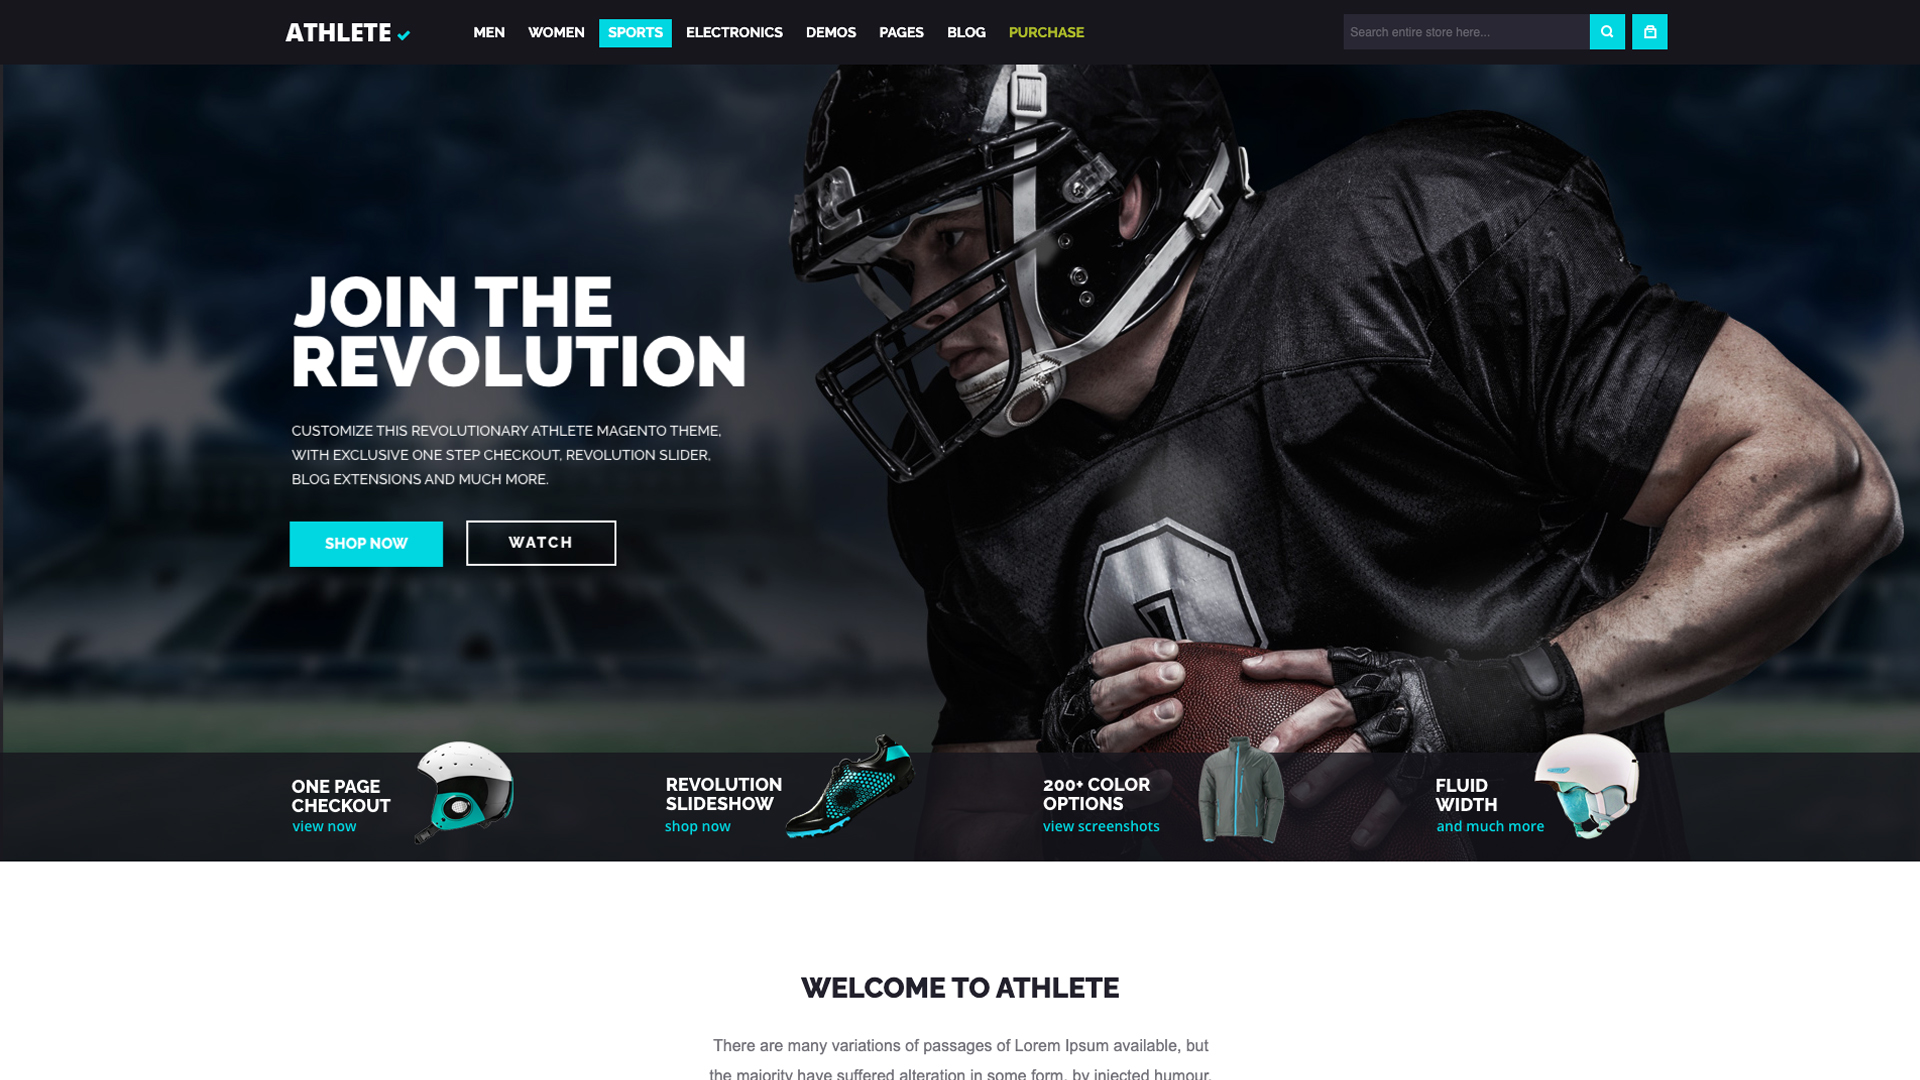 ATHLETE
MEN WOMEN SPORTS ELECTRONICS DEMOS PAGES BLOG PURCHASE
Search entire store here...
JOIN THE
REVOLUTION
CUSTOMIZE THIS REVOLUTIONARY ATHLETE MAGENTO THEME,
WITH EXCLUSIVE ONE STEP CHECKOUT, REVOLUTION SLIDER,
BLOG EXTENSIONS AND MUCH MORE.
SHOP NOW
WATCH
ONE PAGE
CHECKOUT
view now
REVOLUTION
SLIDESHOW
shop now
200+ COLOR
OPTIONS
view screenshots
FLUID
WIDTH
and much more
WELCOME TO ATHLETE
There are many variations of passages of Lorem Ipsum available, but
the majority have suffered alteration in some form, by injected humour,